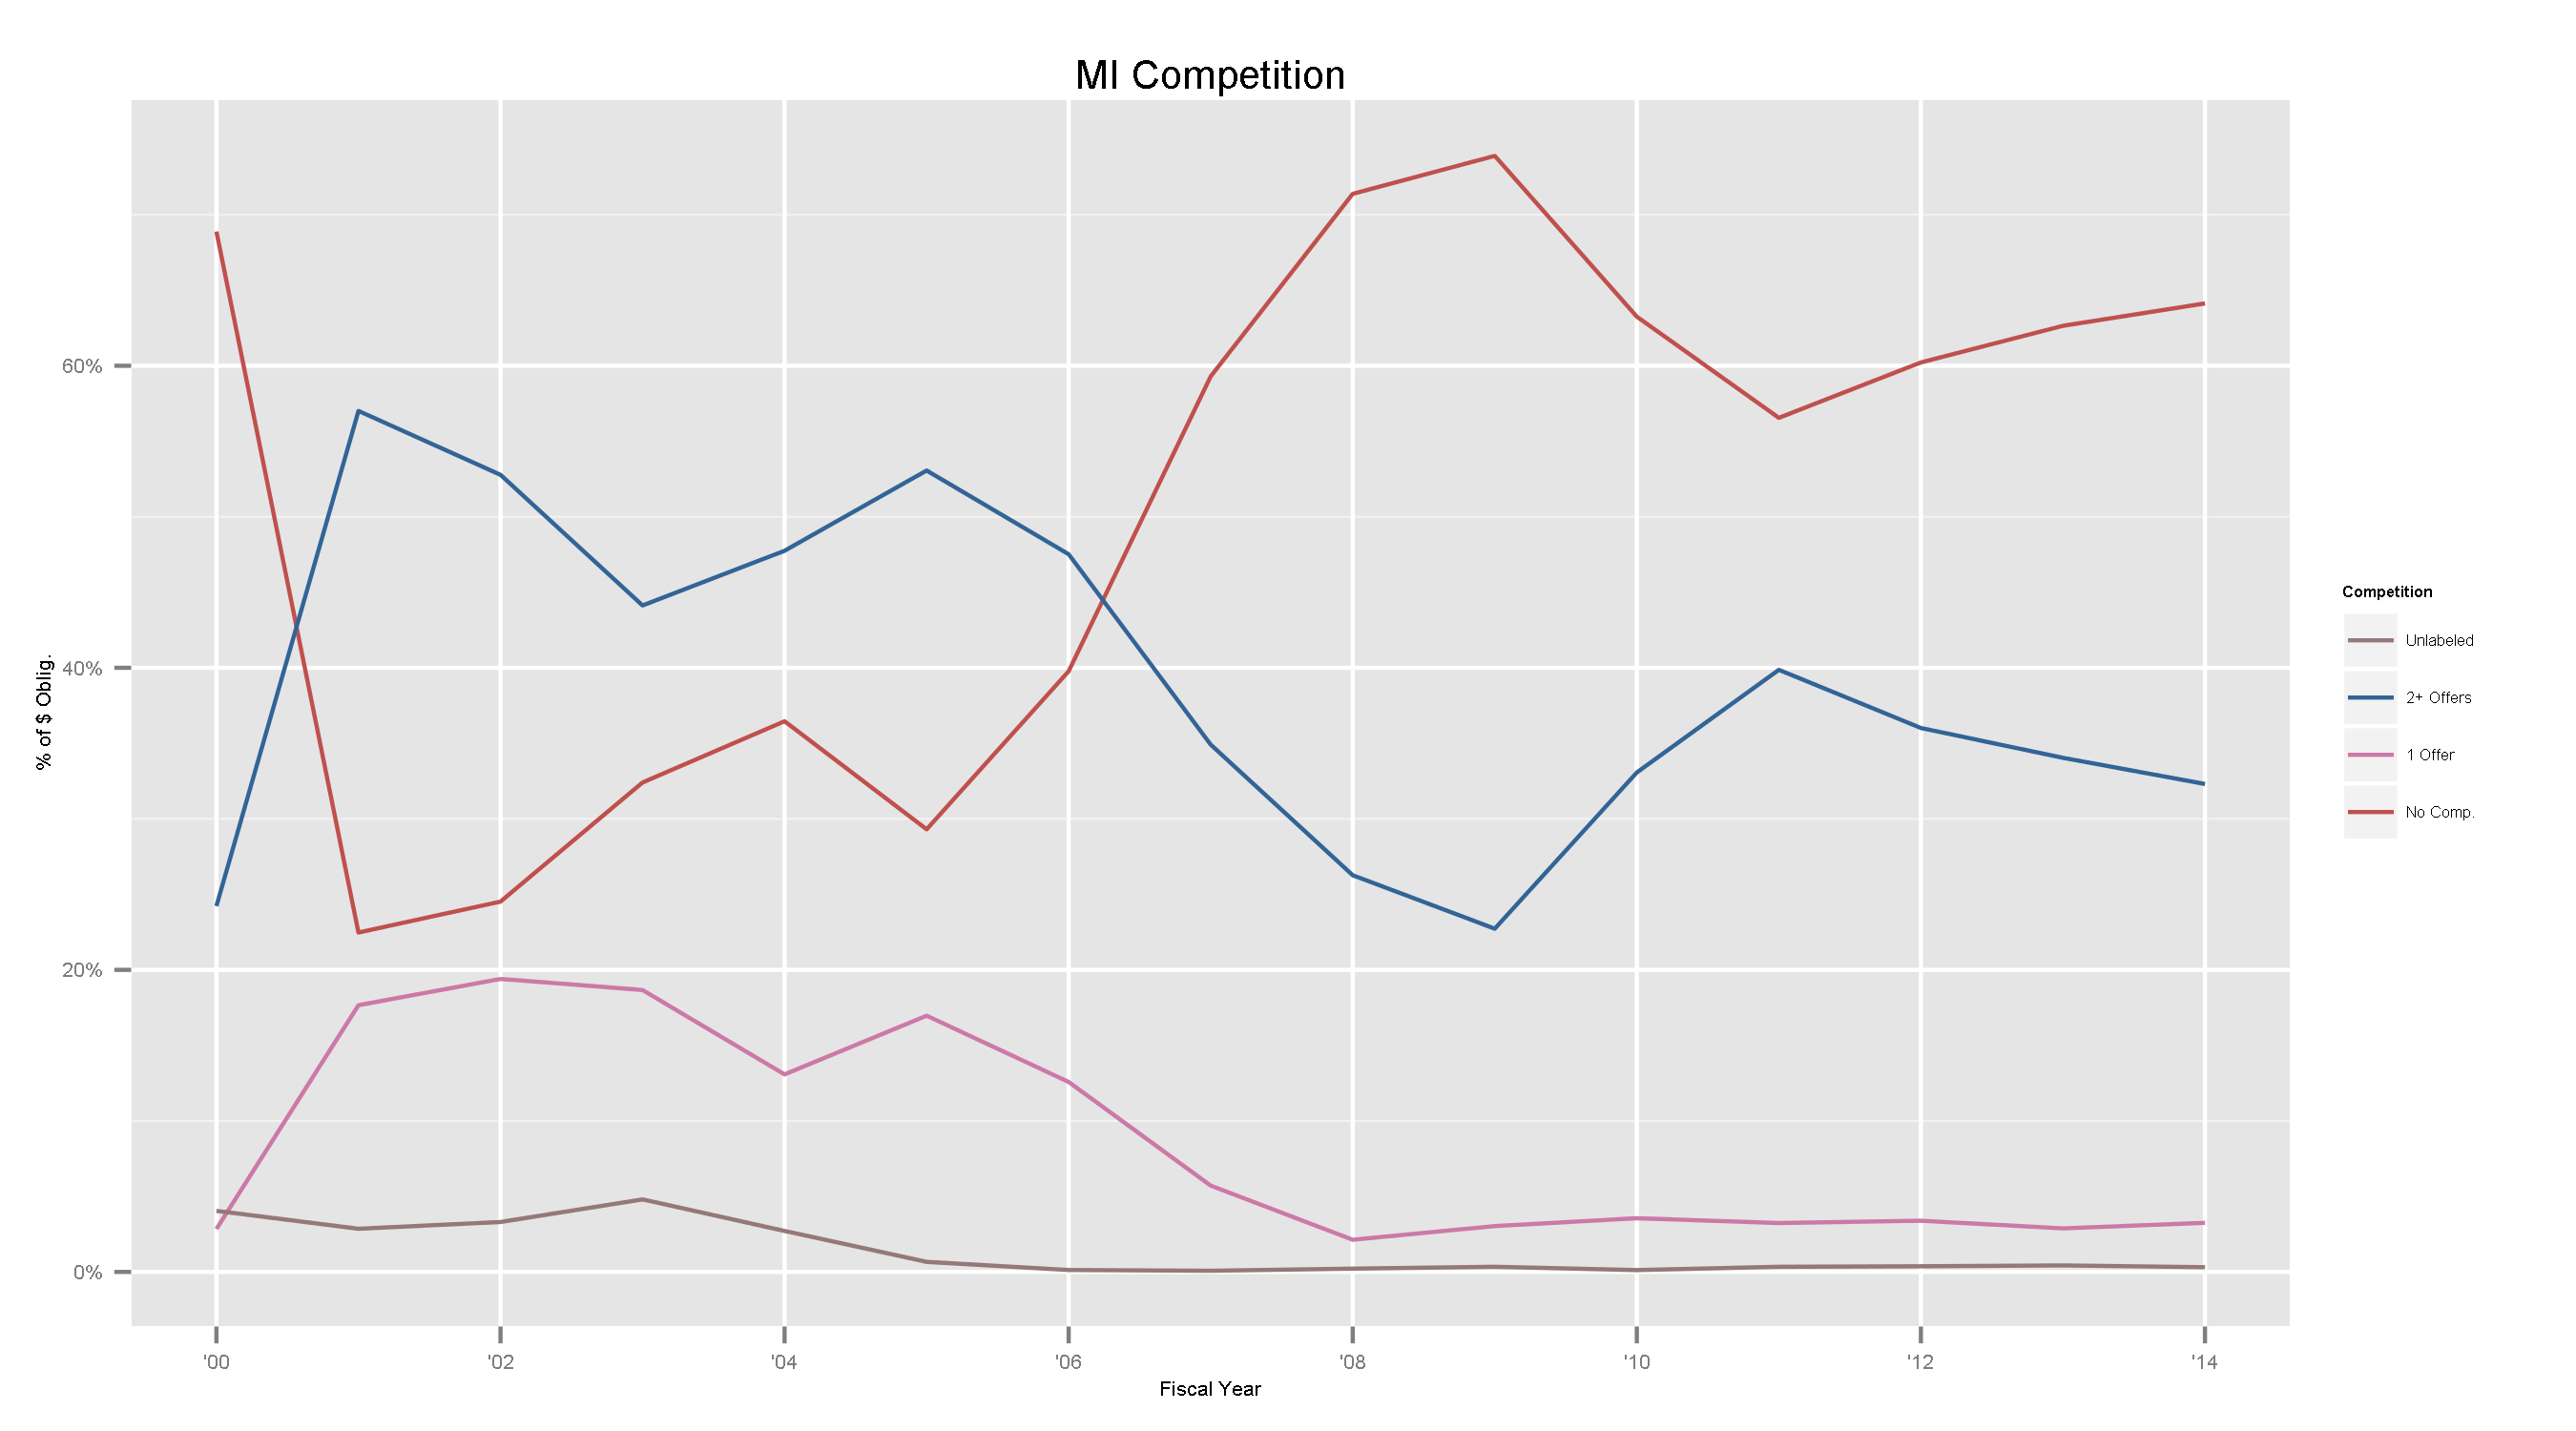 MI Competition
% of $ Oblig.
60%
40%
20%
0%
'00 '02 '04 '06 '08 '10 '12 '14
Fiscal Year
Competition
Unlabeled
2+ Offers
1 Offer
No Comp.